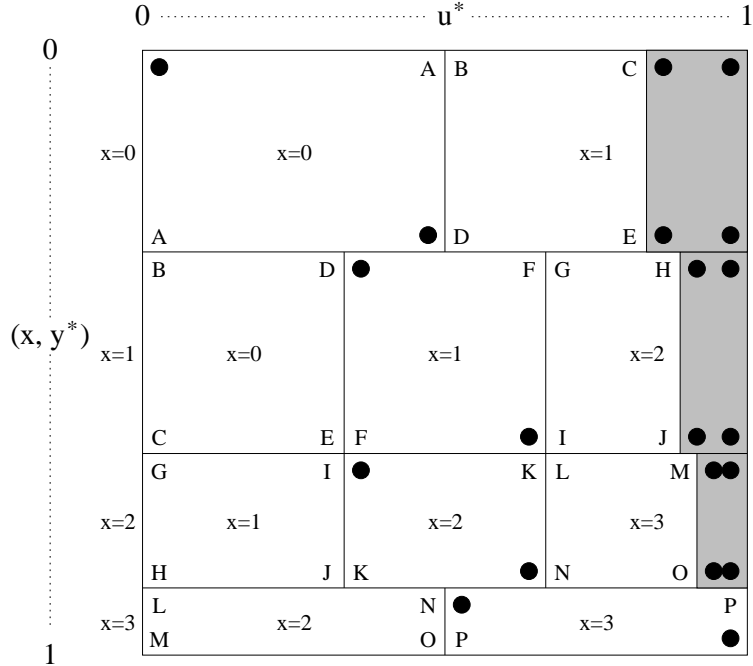 0 u* 1
0
A B C
x=0 x=0 x=1
A D E
B D F G H
(x, y*)
x=1 x=0 x=1 x=2
C E F I J
G I K L M
x=2 x=1 x=2 x=3
H J K N O
L N P
x=3 x=2 x=3
M O P
1